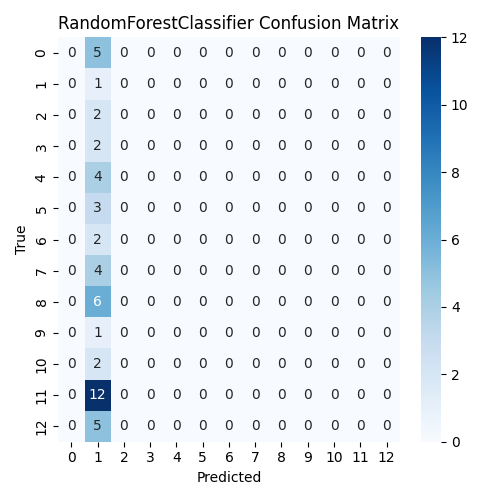 RandomForestClassifier Confusion Matrix
0 0 5 0 0 0 0 0 0 0 0 0 0 0
1 0 1 0 0 0 0 0 0 0 0 0 0 0
2 0 2 0 0 0 0 0 0 0 0 0 0 0
3 0 2 0 0 0 0 0 0 0 0 0 0 0
4 0 4 0 0 0 0 0 0 0 0 0 0 0
5 0 3 0 0 0 0 0 0 0 0 0 0 0
6 0 2 0 0 0 0 0 0 0 0 0 0 0
7 0 4 0 0 0 0 0 0 0 0 0 0 0
8 0 6 0 0 0 0 0 0 0 0 0 0 0
9 0 1 0 0 0 0 0 0 0 0 0 0 0
10 0 2 0 0 0 0 0 0 0 0 0 0 0
11 0 12 0 0 0 0 0 0 0 0 0 0 0
12 0 5 0 0 0 0 0 0 0 0 0 0 0
0 1 2 3 4 5 6 7 8 9 10 11 12
Predicted
True
12
10
8
6
4
2
0